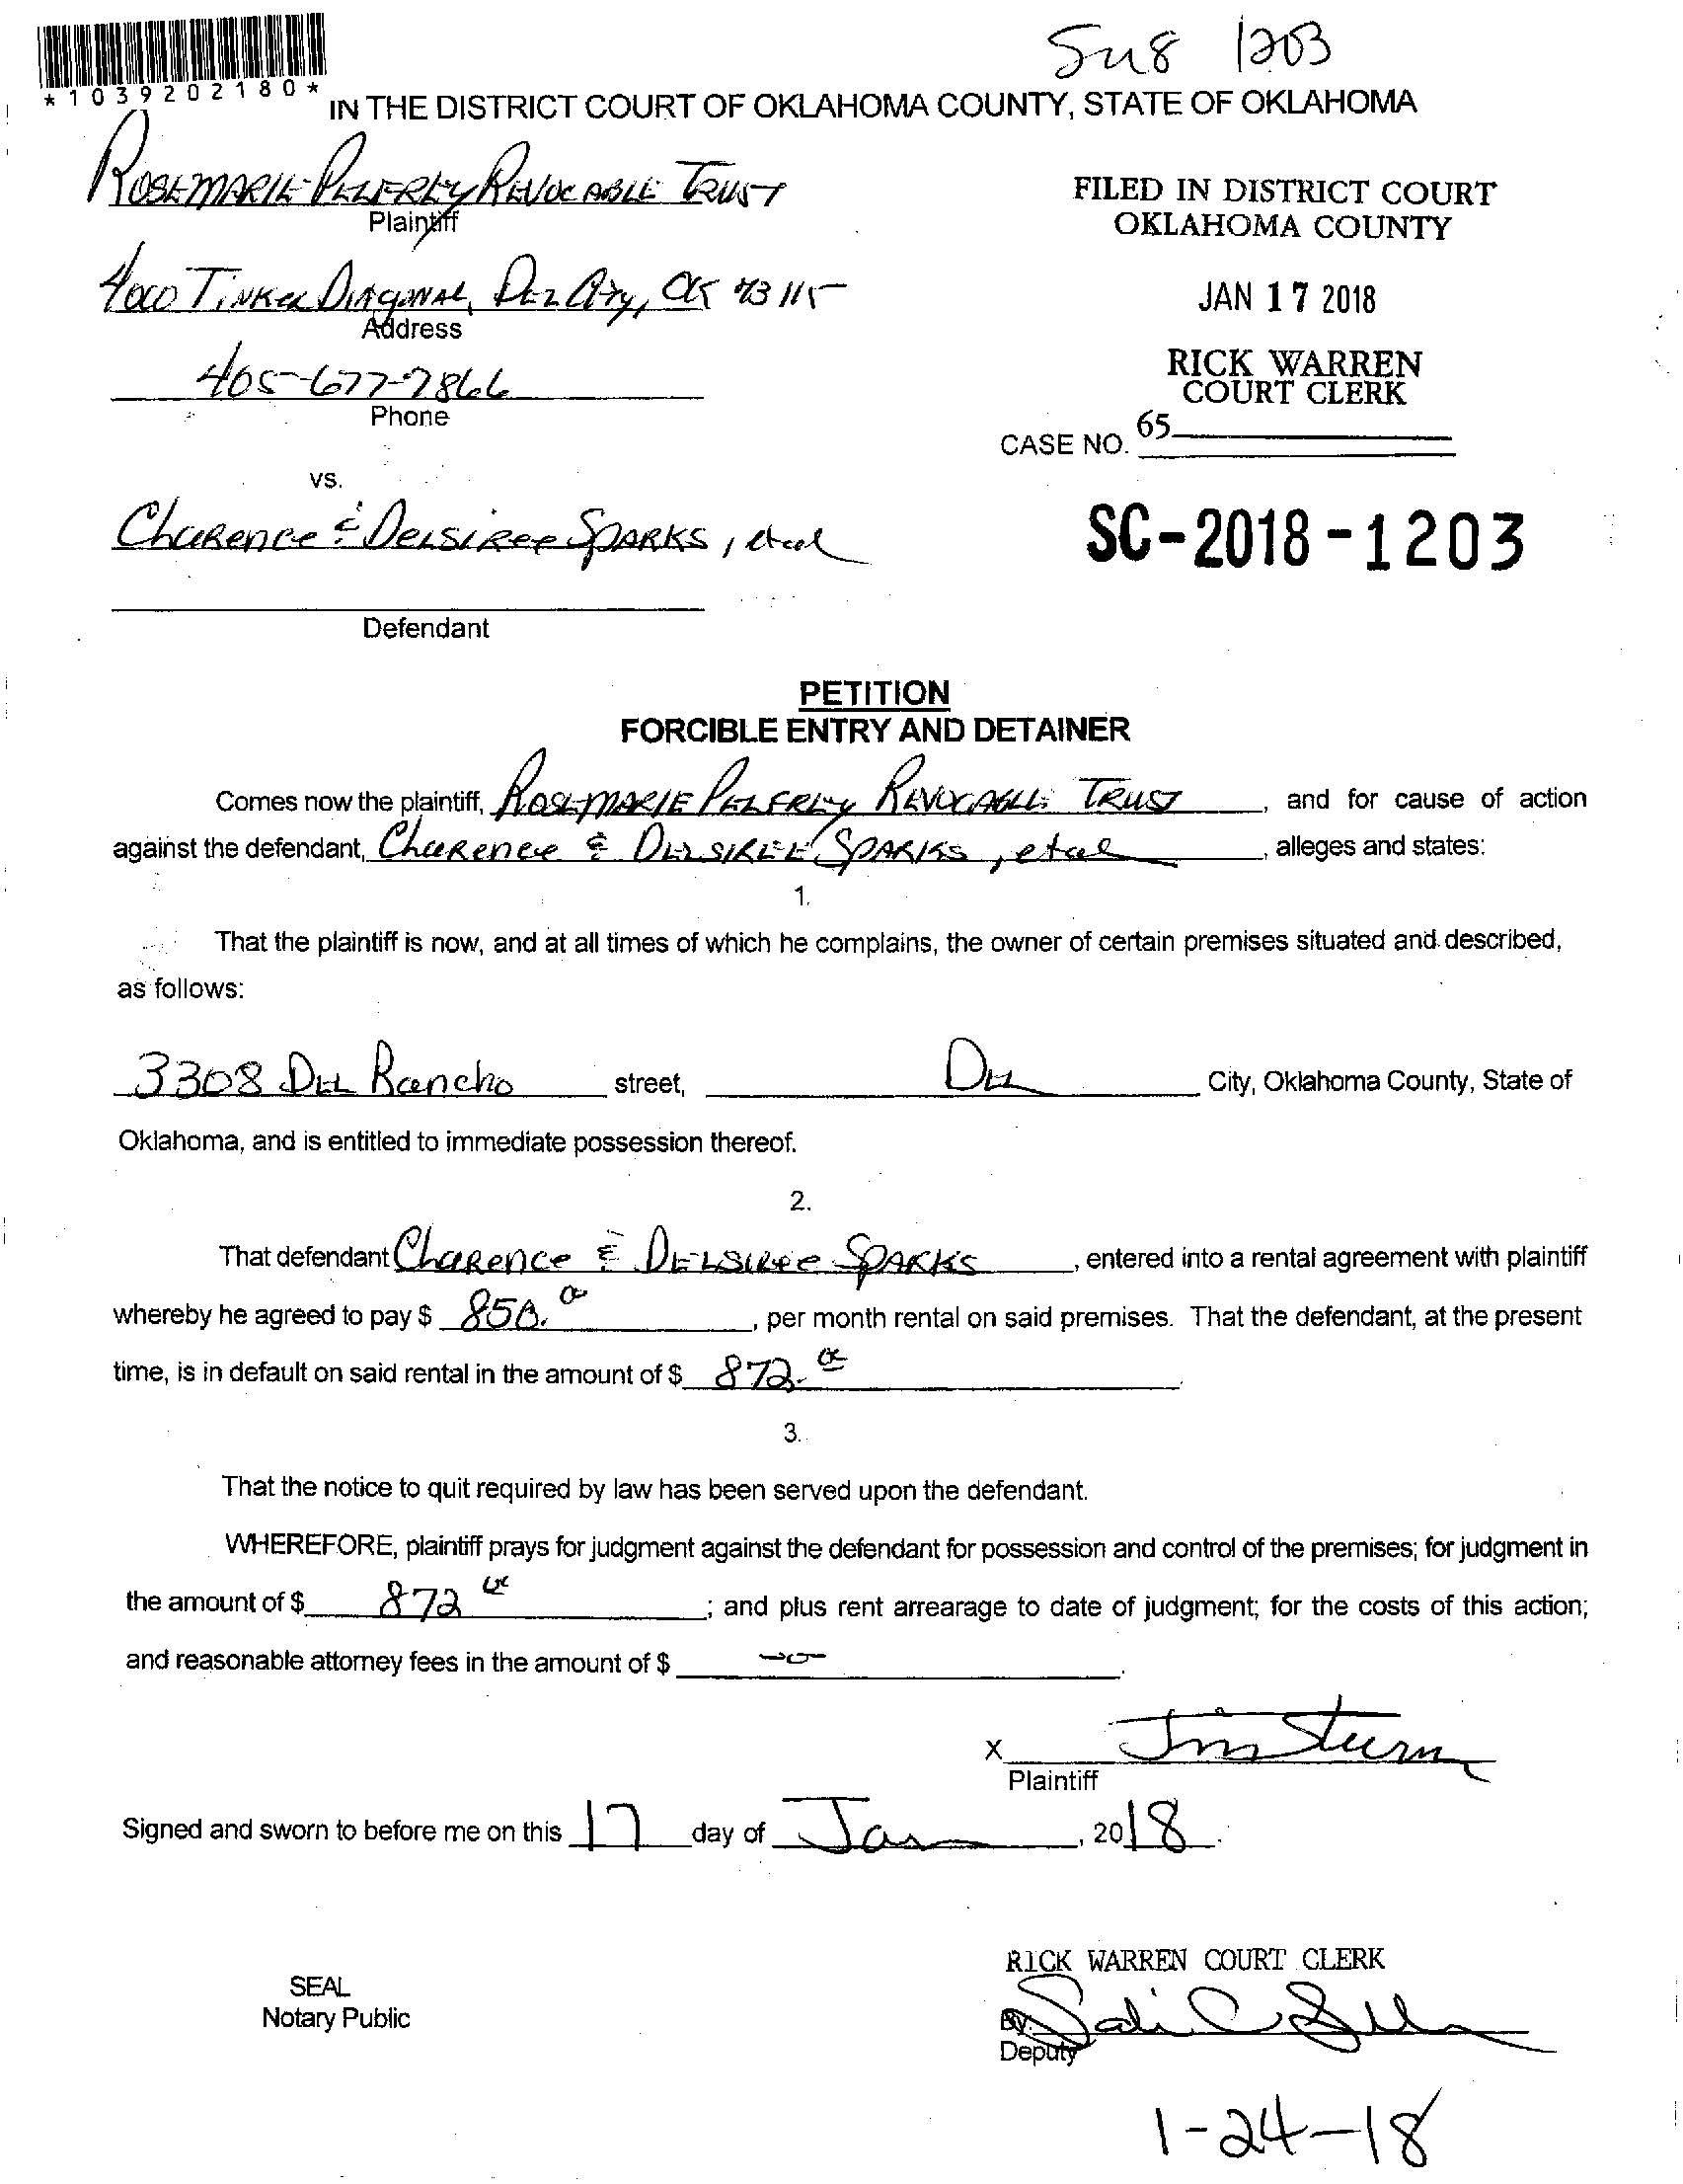 Su8 1203
*1039202180*
IN THE DISTRICT COURT OF OKLAHOMA COUNTY, STATE OF OKLAHOMA
ROSEMARIE PELFREY REVOCABLE TRUST
Plaintiff
FILED IN DISTRICT COURT
OKLAHOMA COUNTY
4000 TINKER DIAGONAL, DEL City, OK 73115
Address
JAN 17 2018
405-677-7866
Phone
RICK WARREN
COURT CLERK
CASE NO. 65
vs.
Clarence & Delsiree SPARKS, etal
SC-2018-1203
Defendant
PETITION
FORCIBLE ENTRY AND DETAINER
Comes now the plaintiff, ROSEMARIE PELFREY REVOCABLE TRUST, and for cause of action
against the defendant, Clarence & DELSIREE SPARKS, etal, alleges and states:
1.
That the plaintiff is now, and at all times of which he complains, the owner of certain premises situated and described,
as follows:
3308 DEL Rancho street, DEL City, Oklahoma County, State of
Oklahoma, and is entitled to immediate possession thereof.
2.
That defendant Clarence & DELSIREE SPARKS, entered into a rental agreement with plaintiff
whereby he agreed to pay $ 850.00, per month rental on said premises. That the defendant, at the present
time, is in default on said rental in the amount of $ 872.00.
3.
That the notice to quit required by law has been served upon the defendant.
WHEREFORE, plaintiff prays for judgment against the defendant for possession and control of the premises; for judgment in
the amount of $ 872 00; and plus rent arrearage to date of judgment; for the costs of this action;
and reasonable attorney fees in the amount of $ -0-.
X Jim Sturm
Plaintiff
Signed and sworn to before me on this 17 day of Jan, 2018.
RICK WARREN COURT CLERK
SEAL
Notary Public
By:
Deputy
1-24-18